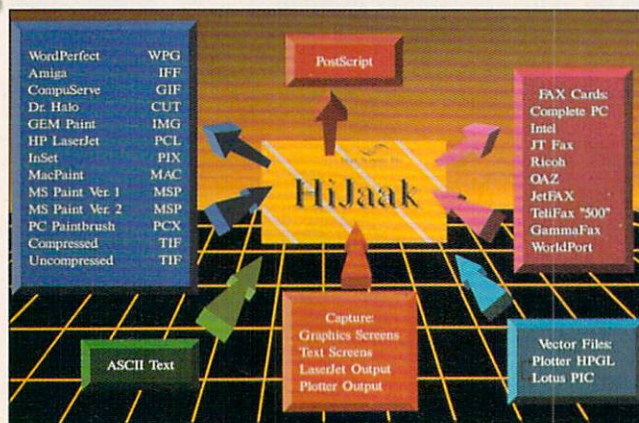 WordPerfect WPG
Amiga IFF
CompuServe GIF
Dr. Halo CUT
GEM Paint IMG
HP LaserJet PCL
InSet PIX
MacPaint MAC
MS Paint Ver. 1 MSP
MS Paint Ver. 2 MSP
PC Paintbrush PCX
Compressed TIF
Uncompressed TIF
PostScript
FAX Cards:
Complete PC
Intel
JT Fax
Ricoh
OAZ
JetFAX
TeliFax "500"
GammaFax
WorldPort
HiJaak
ASCII Text
Capture:
Graphics Screens
Text Screens
LaserJet Output
Plotter Output
Vector Files:
Plotter HPGL
Lotus PIC